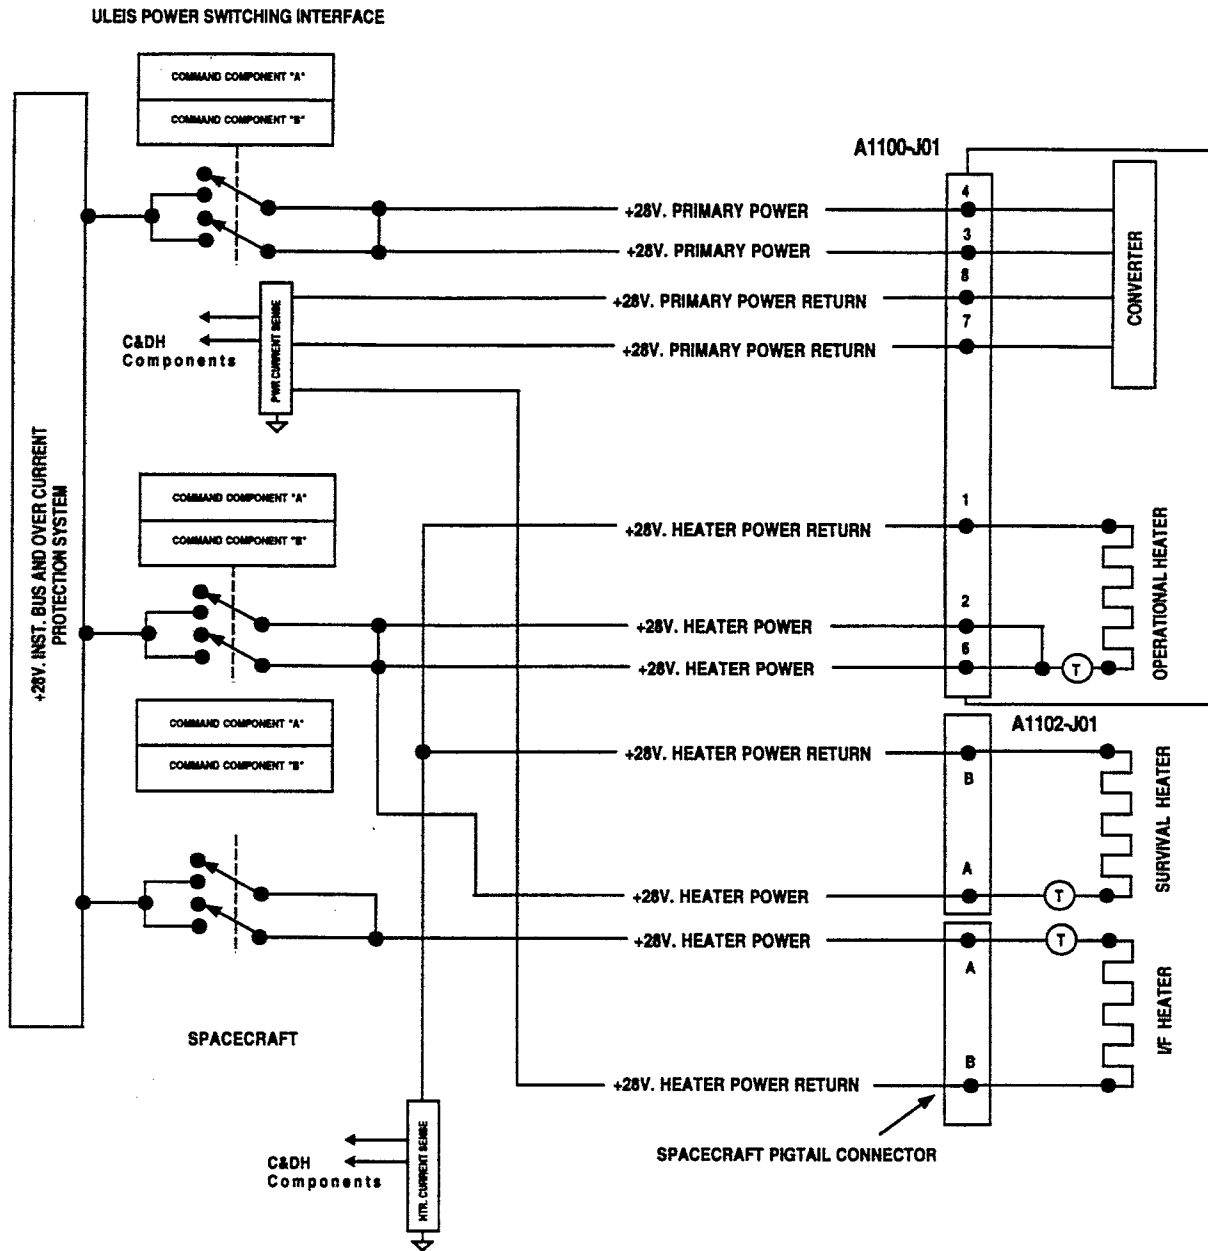 ULEIS POWER SWITCHING INTERFACE
COMMAND COMPONENT "A"
COMMAND COMPONENT "B"
A1100-J01
4
+28V. PRIMARY POWER
3
+28V. PRIMARY POWER
8
+28V. PRIMARY POWER RETURN
7
+28V. PRIMARY POWER RETURN
CONVERTER
C&DH
Components
PWR CURRENT SENSE
+28V. INST. BUS AND OVER CURRENT
PROTECTION SYSTEM
COMMAND COMPONENT "A"
COMMAND COMPONENT "B"
1
+28V. HEATER POWER RETURN
2
+28V. HEATER POWER
6
+28V. HEATER POWER
T
OPERATIONAL HEATER
COMMAND COMPONENT "A"
COMMAND COMPONENT "B"
A1102-J01
+28V. HEATER POWER RETURN
B
A
+28V. HEATER POWER
T
SURVIVAL HEATER
+28V. HEATER POWER
T
A
I/F HEATER
SPACECRAFT
B
+28V. HEATER POWER RETURN
SPACECRAFT PIGTAIL CONNECTOR
C&DH
Components
HTR. CURRENT SENSE